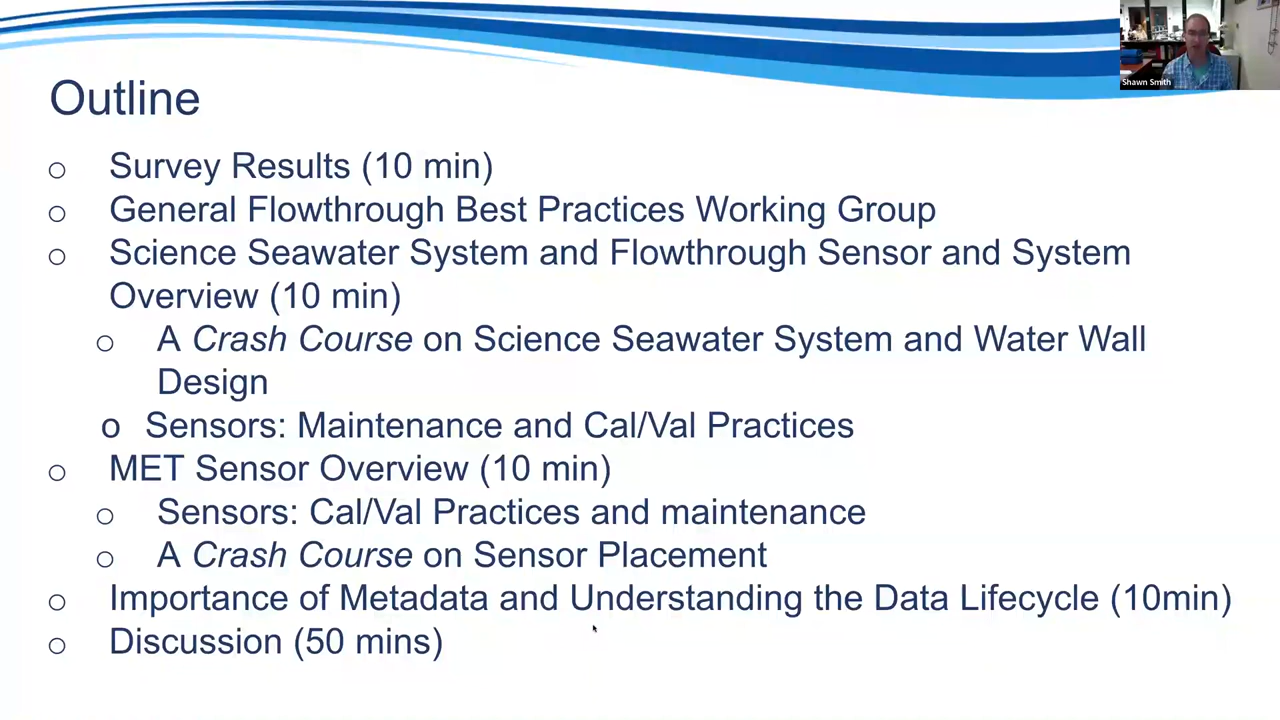 Shawn Smith
Outline
o Survey Results (10 min)
o General Flowthrough Best Practices Working Group
o Science Seawater System and Flowthrough Sensor and System
Overview (10 min)
o A Crash Course on Science Seawater System and Water Wall
Design
o Sensors: Maintenance and Cal/Val Practices
o MET Sensor Overview (10 min)
o Sensors: Cal/Val Practices and maintenance
o A Crash Course on Sensor Placement
o Importance of Metadata and Understanding the Data Lifecycle (10min)
o Discussion (50 mins)